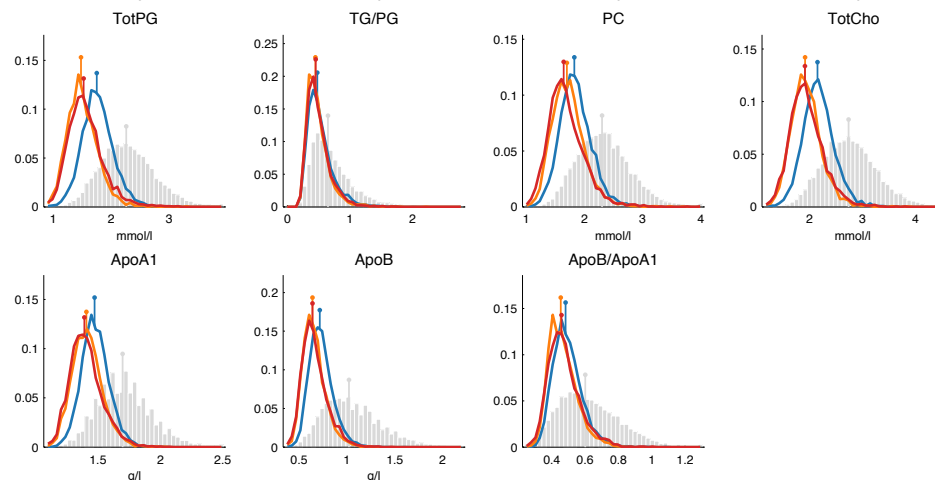 TotPG TG/PG PC TotCho
0.15 0.25 0.15 0.15
0.2
0.1 0.15 0.1 0.1
0.1
0.05 0.05 0.05 0.05
0 0 0 0
1 2 3 0 1 2 1 2 3 4 2 3 4
mmol/l mmol/l mmol/l
ApoA1 ApoB ApoB/ApoA1
0.15 0.2 0.15
0.15
0.1 0.1 0.1
0.05 0.05 0.05
0 0 0
1.5 2 2.5 0.5 1 1.5 2 0.4 0.6 0.8 1 1.2
g/l g/l